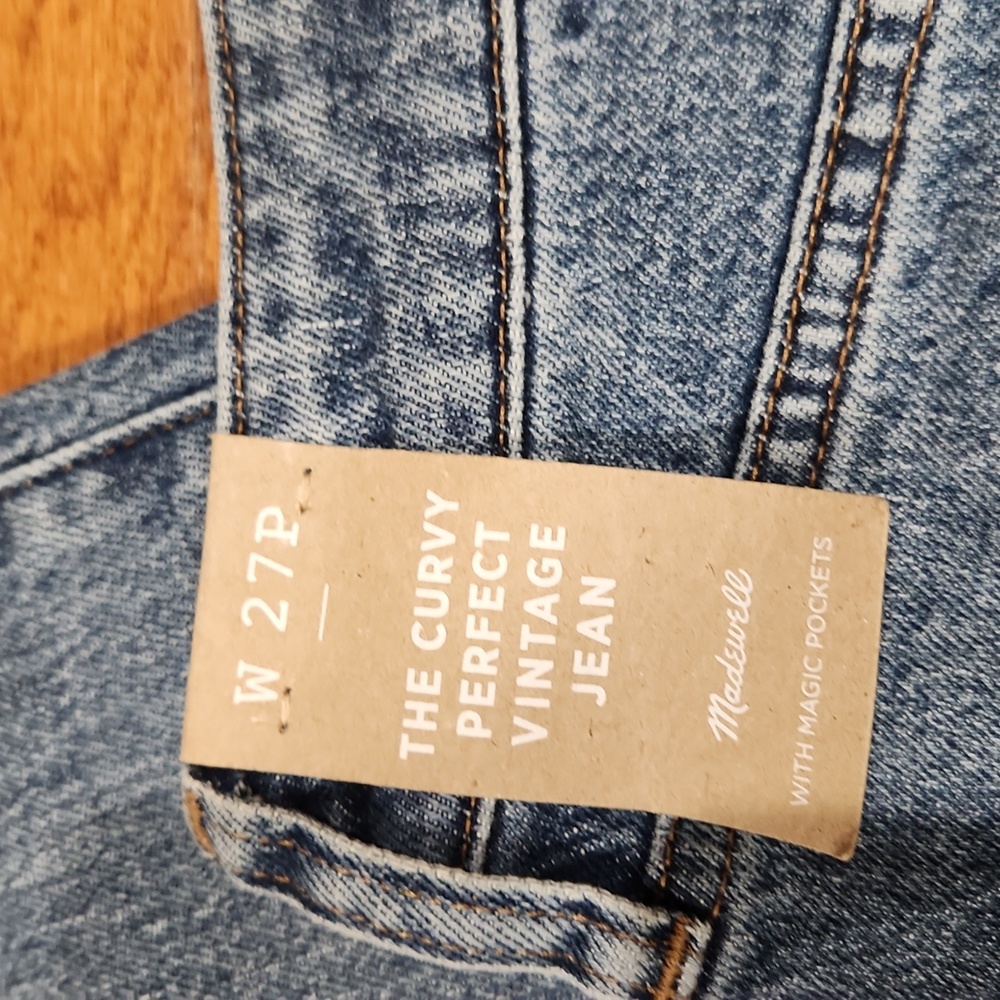 W 27P
THE CURVY
PERFECT
VINTAGE
JEAN
Madewell
WITH MAGIC POCKETS